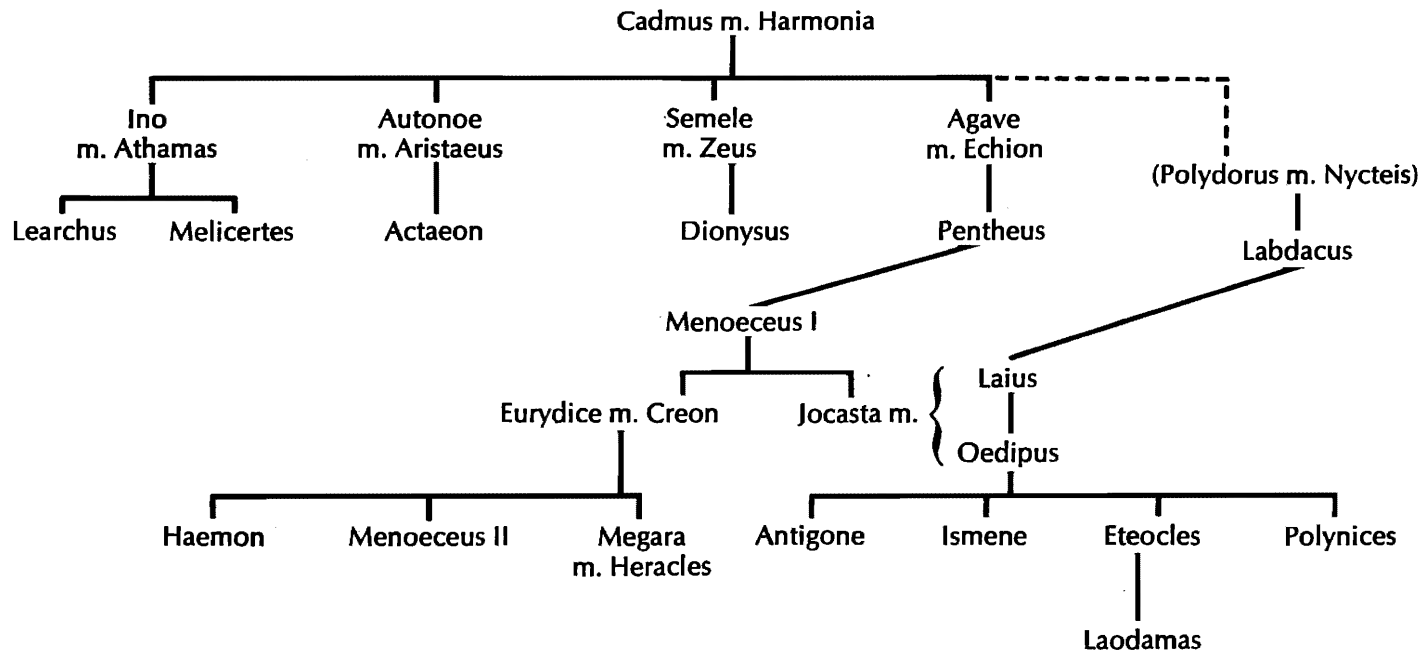 Cadmus m. Harmonia
Ino
m. Athamas
Autonoe
m. Aristaeus
Semele
m. Zeus
Agave
m. Echion
(Polydorus m. Nycteis)
Learchus
Melicertes
Actaeon
Dionysus
Pentheus
Labdacus
Menoeceus I
Laius
Eurydice m. Creon
Jocasta m.
Oedipus
Haemon
Menoeceus II
Megara
m. Heracles
Antigone
Ismene
Eteocles
Polynices
Laodamas